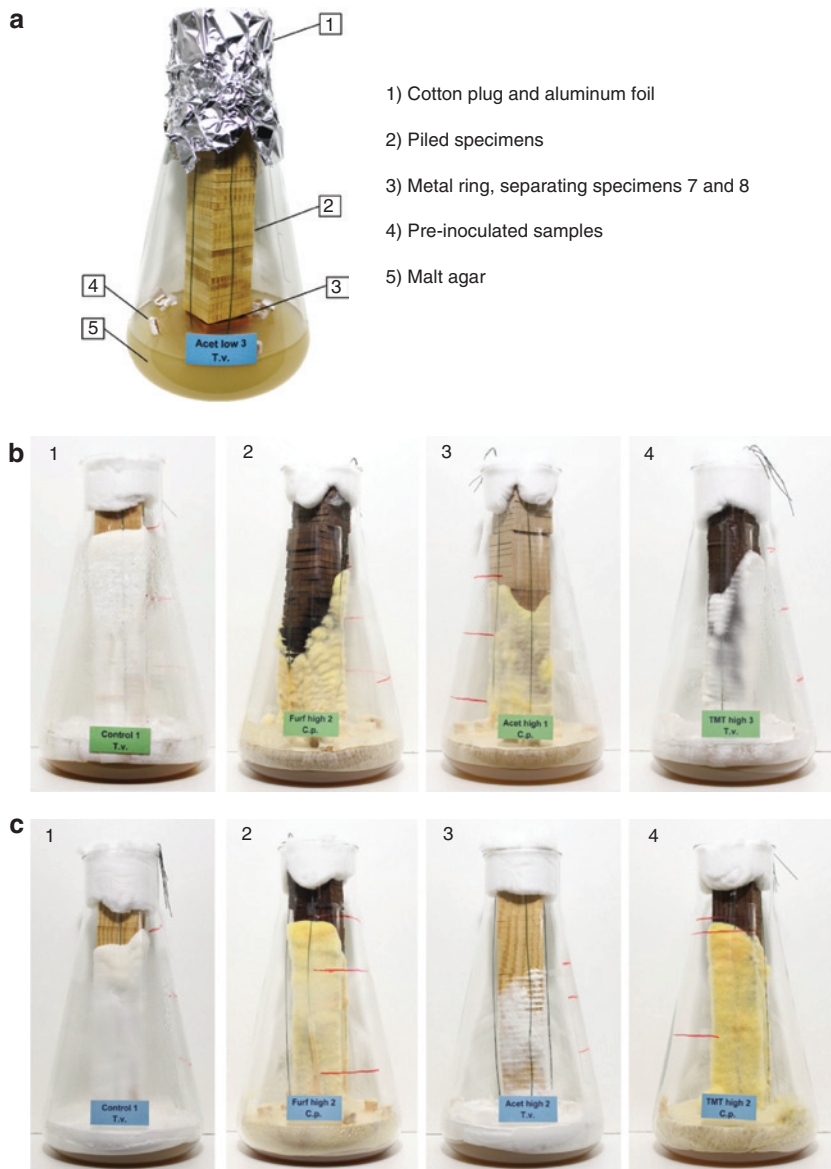 a
1
1) Cotton plug and aluminum foil
2) Piled specimens
3) Metal ring, separating specimens 7 and 8
4) Pre-inoculated samples
5) Malt agar
2
3
4
5
Acet low 3
T.v.
b
1
2
3
4
Control 1
T.v.
Furf high 2
C.p.
Acet high 1
C.p.
TMT high 3
T.v.
c
1
2
3
4
Control 1
T.v.
Furf high 2
C.p.
Acet high 2
T.v.
TMT high 2
C.p.